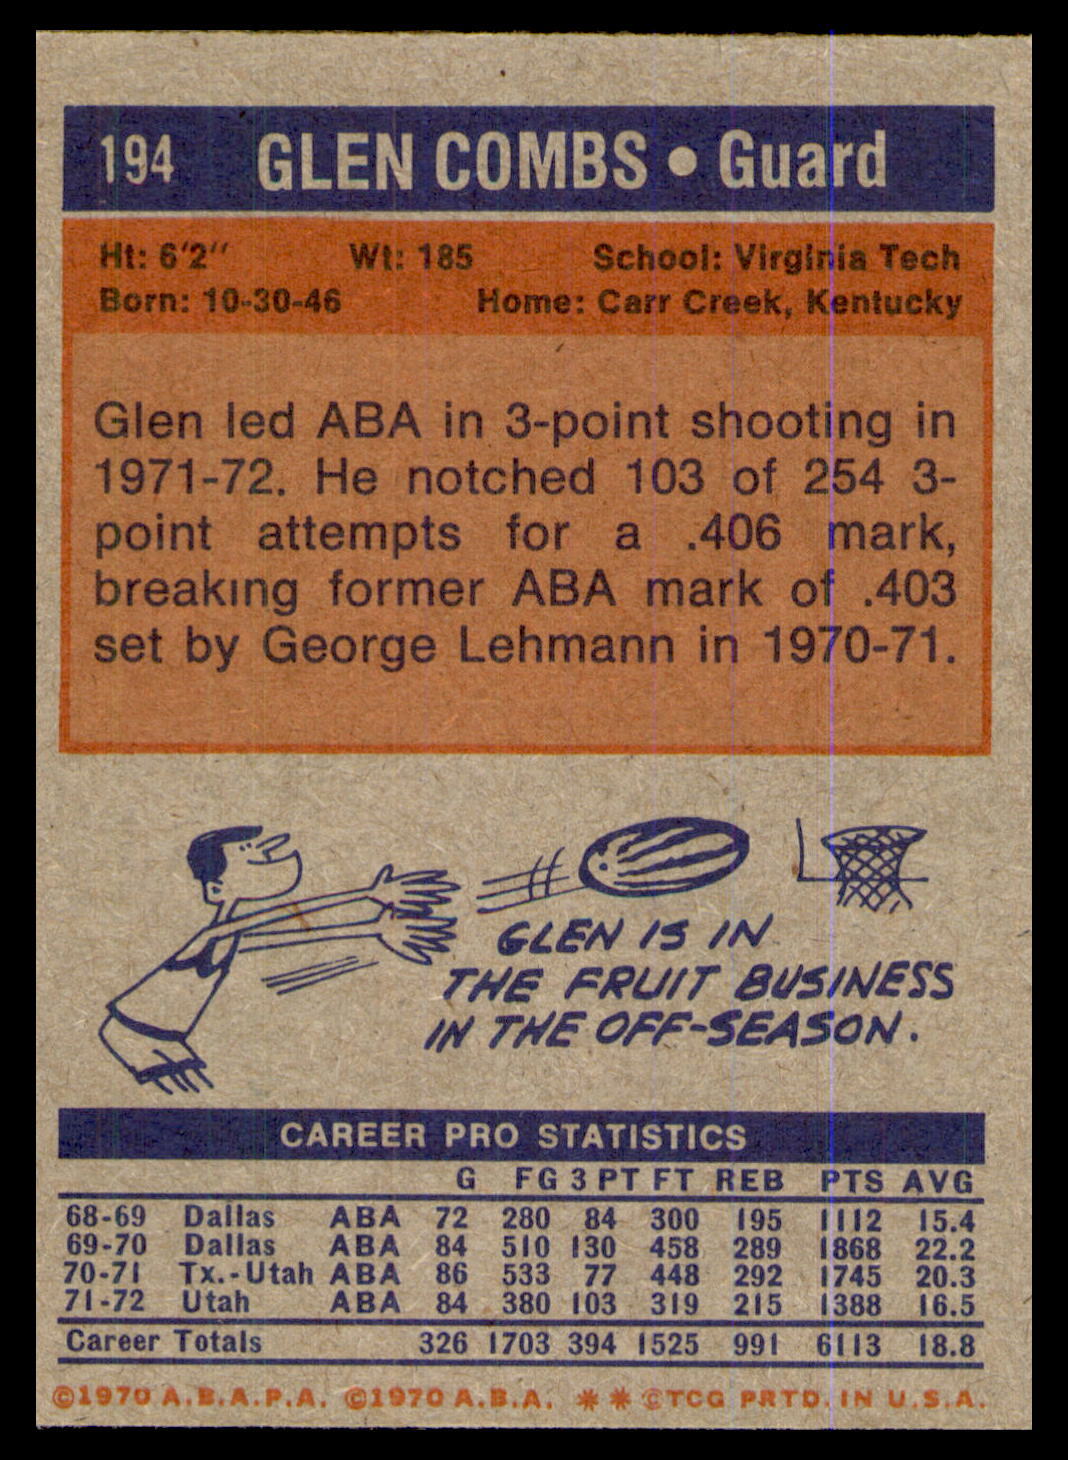 194 GLEN COMBS • Guard
Ht: 6'2" Wt: 185 School: Virginia Tech
Born: 10-30-46 Home: Carr Creek, Kentucky
Glen led ABA in 3-point shooting in
1971-72. He notched 103 of 254 3-
point attempts for a .406 mark,
breaking former ABA mark of .403
set by George Lehmann in 1970-71.
GLEN IS IN
THE FRUIT BUSINESS
IN THE OFF-SEASON.
CAREER PRO STATISTICS
G FG 3 PT FT REB PTS AVG
68-69 Dallas ABA 72 280 84 300 195 1112 15.4
69-70 Dallas ABA 84 510 130 458 289 1868 22.2
70-71 Tx.-Utah ABA 86 533 77 448 292 1745 20.3
71-72 Utah ABA 84 380 103 319 215 1388 16.5
Career Totals 326 1703 394 1525 991 6113 18.8
©1970 A.B.A.P.A. ©1970 A.B.A. ** ©TCG PRTD. IN U.S.A.